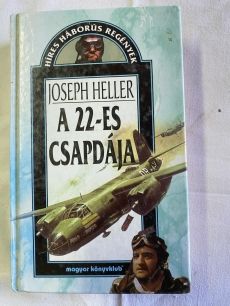 HÍRES HÁBORÚS REGÉNYEK
JOSEPH HELLER
A 22-ES
CSAPDÁJA
magyar könyvklub